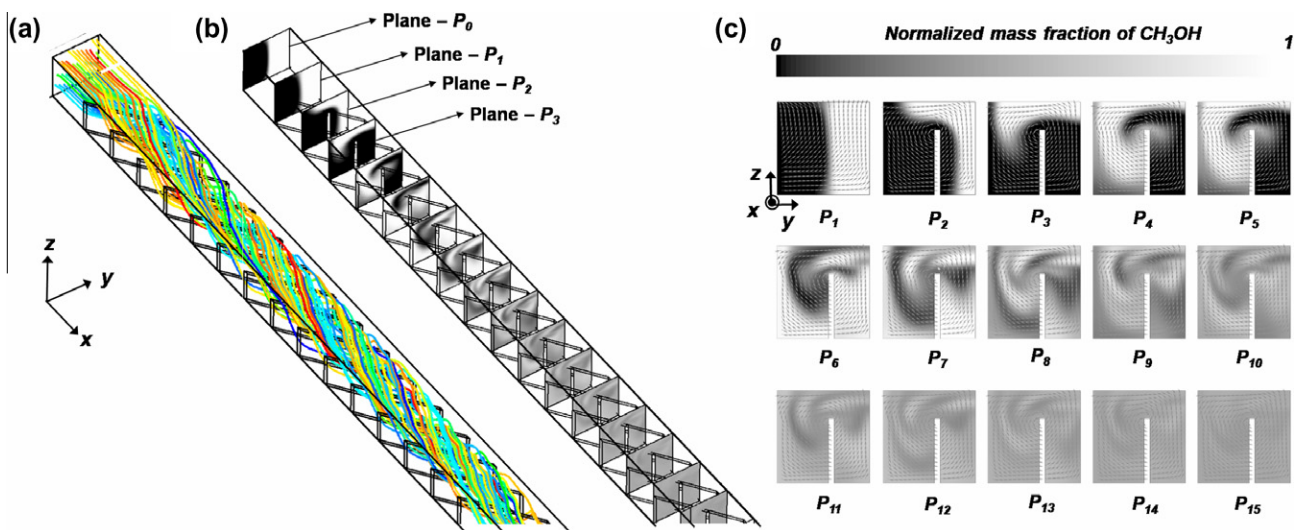 (a)
z
y
x
(b)
Plane – P₀
Plane – P₁
Plane – P₂
Plane – P₃
(c)
Normalized mass fraction of CH₃OH
0 1
z
x y
P₁ P₂ P₃ P₄ P₅
P₆ P₇ P₈ P₉ P₁₀
P₁₁ P₁₂ P₁₃ P₁₄ P₁₅